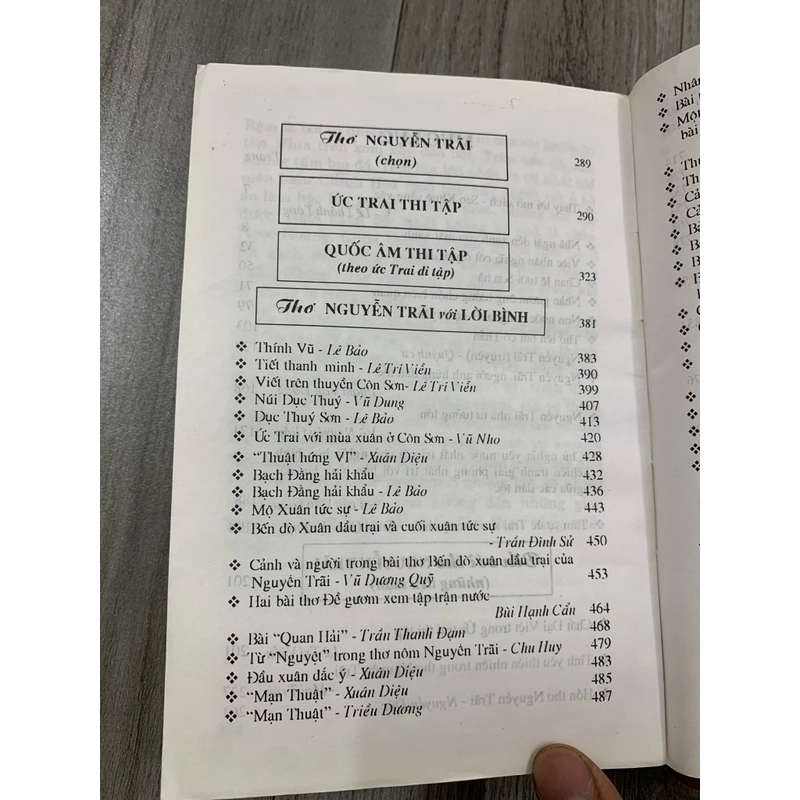 Thơ NGUYỄN TRÃI
(chọn) 289
ỨC TRAI THI TẬP 290
QUỐC ÂM THI TẬP
(theo ức Trai di tập) 323
Thơ NGUYỄN TRÃI với LỜI BÌNH 381
❖ Thính Vũ - Lê Bảo 383
❖ Tiết thanh minh - Lê Trí Viễn 390
❖ Viết trên thuyền Côn Sơn - Lê Trí Viễn 399
❖ Núi Dục Thuý - Vũ Dung 407
❖ Dục Thuý Sơn - Lê Bảo 413
❖ Ức Trai với mùa xuân ở Côn Sơn - Vũ Nho 420
❖ “Thuật hứng VI” - Xuân Diệu 428
❖ Bạch Đằng hải khẩu 432
❖ Bạch Đằng hải khẩu - Lê Bảo 436
❖ Mộ Xuân tức sự - Lê Bảo 443
❖ Bến dò Xuân dầu trại và cuối xuân tức sự
- Trần Đình Sử 450
❖ Cảnh và người trong bài thơ Bến dò xuân dầu trại của
Nguyễn Trãi - Vũ Dương Quỹ 453
❖ Hai bài thơ Đề gươm xem tập trận nước
Bùi Hạnh Cẩn 464
❖ Bài “Quan Hải” - Trần Thanh Đạm 468
❖ Từ “Nguyệt” trong thơ nôm Nguyễn Trãi - Chu Huy 479
❖ Đầu xuân dắc ý - Xuân Diệu 483
❖ “Mạn Thuật” - Xuân Diệu 485
❖ “Mạn Thuật” - Triều Dương 487
❖ Nhân
❖ Bài
❖ Một
bài